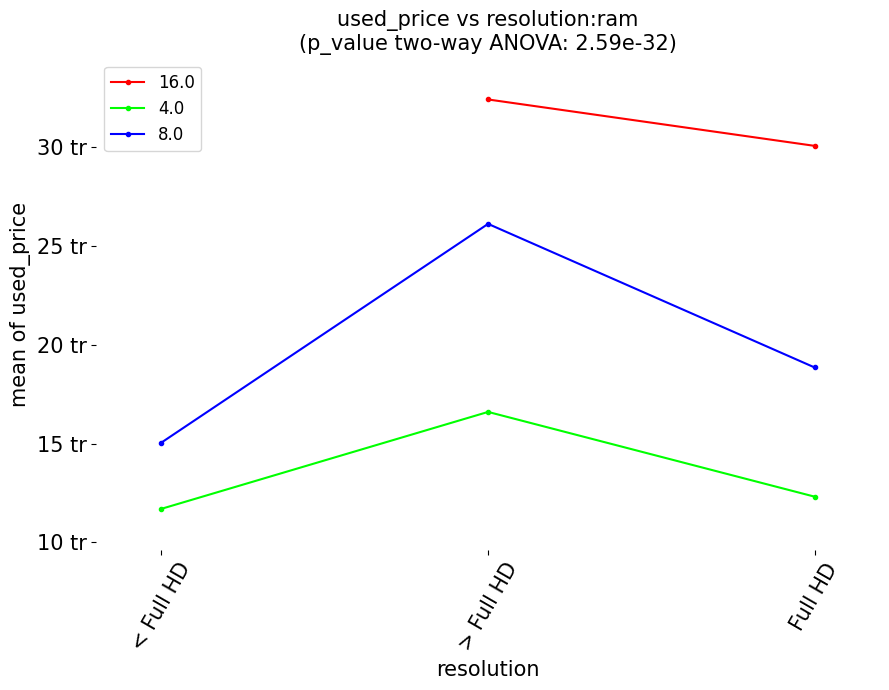 used_price vs resolution:ram
(p_value two-way ANOVA: 2.59e-32)
16.0
4.0
8.0
mean of used_price
30 tr
25 tr
20 tr
15 tr
10 tr
< Full HD
> Full HD
Full HD
resolution